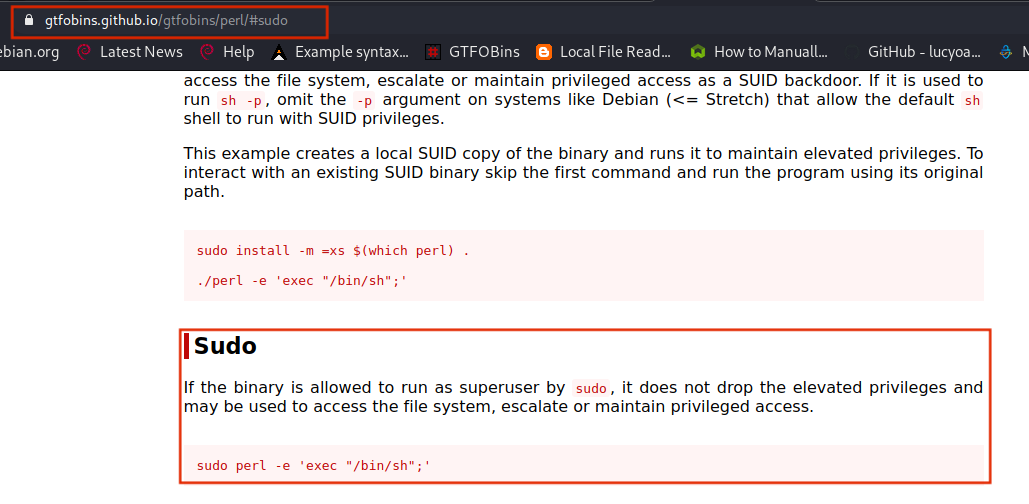 gtfobins.github.io/gtfobins/perl/#sudo
ebian.org Latest News Help Example syntax... GTFOBins Local File Read... How to Manuall... GitHub - lucyoa...
access the file system, escalate or maintain privileged access as a SUID backdoor. If it is used to
run sh -p, omit the -p argument on systems like Debian (<= Stretch) that allow the default sh
shell to run with SUID privileges.
This example creates a local SUID copy of the binary and runs it to maintain elevated privileges. To
interact with an existing SUID binary skip the first command and run the program using its original
path.
sudo install -m =xs $(which perl) .
./perl -e 'exec "/bin/sh";'
Sudo
If the binary is allowed to run as superuser by sudo, it does not drop the elevated privileges and
may be used to access the file system, escalate or maintain privileged access.
sudo perl -e 'exec "/bin/sh";'